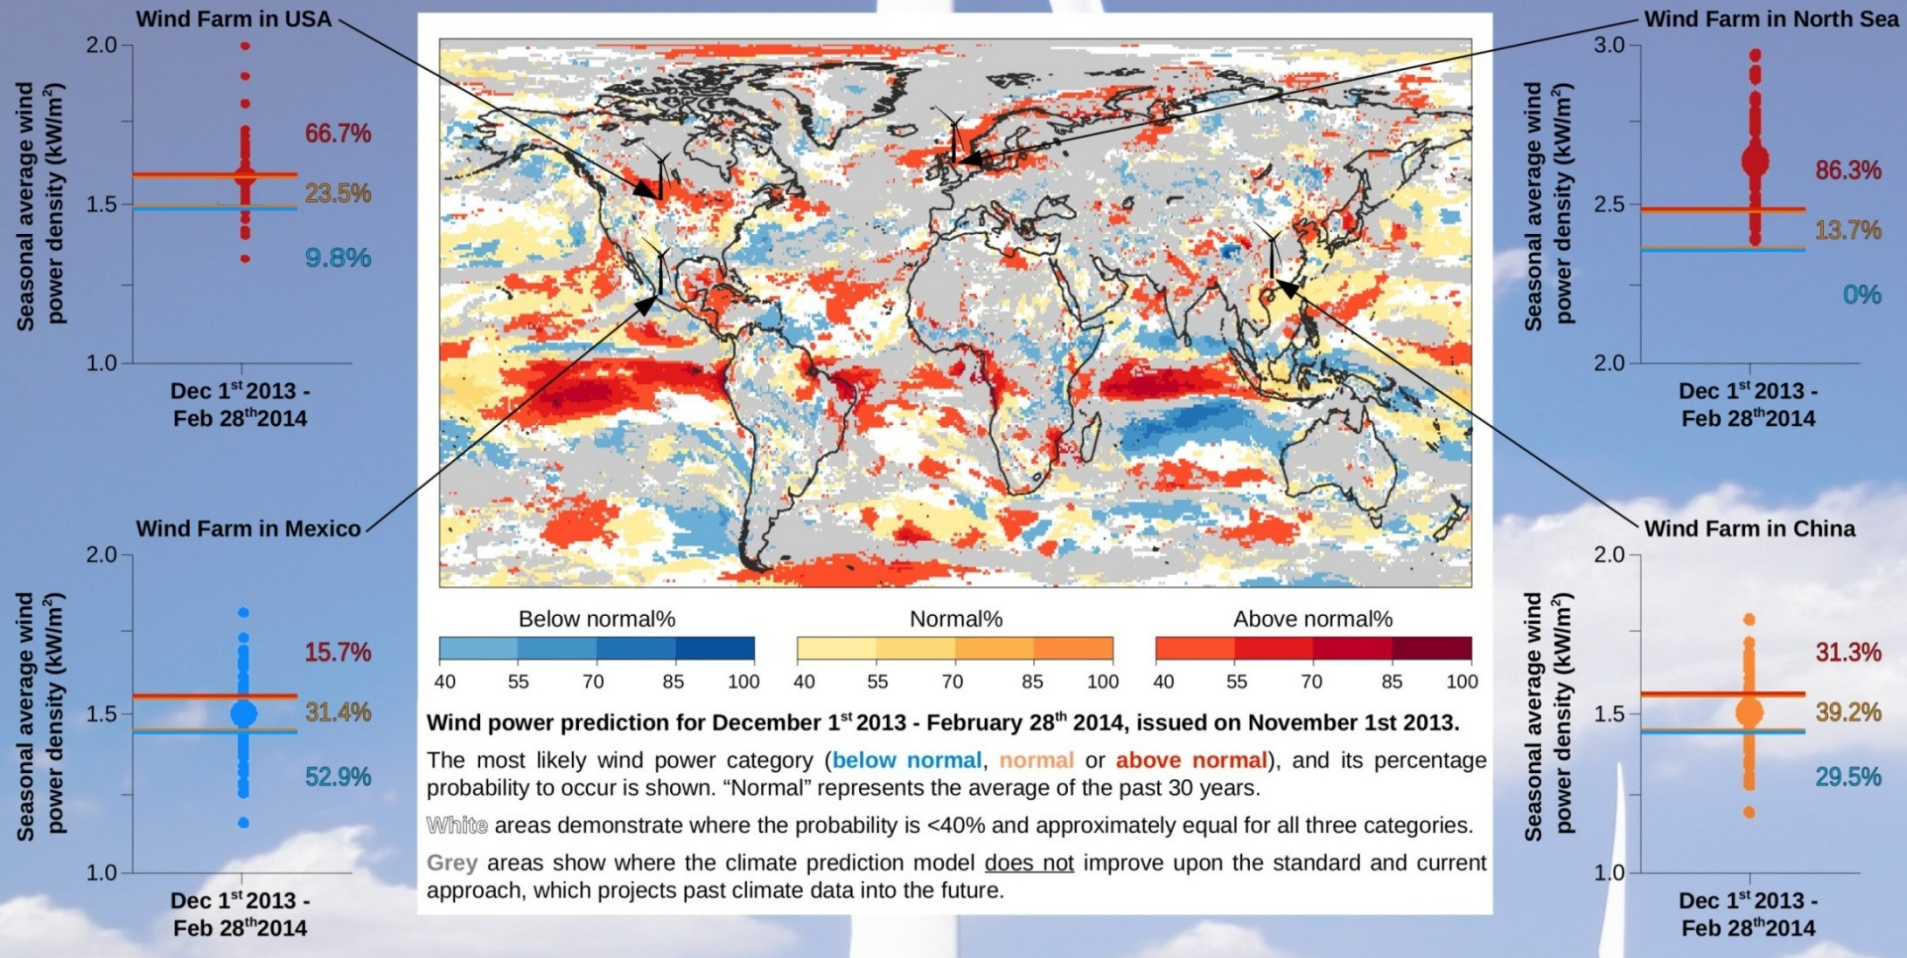 Wind Farm in USA
2.0
1.5
1.0
Seasonal average wind
power density (kW/m²)
66.7%
23.5%
9.8%
Dec 1st 2013 -
Feb 28th2014
Wind Farm in Mexico
2.0
1.5
1.0
Seasonal average wind
power density (kW/m²)
15.7%
31.4%
52.9%
Dec 1st 2013 -
Feb 28th2014
Below normal%
40 55 70 85 100
Normal%
40 55 70 85 100
Above normal%
40 55 70 85 100
Wind power prediction for December 1st 2013 - February 28th 2014, issued on November 1st 2013.
The most likely wind power category (below normal, normal or above normal), and its percentage
probability to occur is shown. “Normal” represents the average of the past 30 years.
White areas demonstrate where the probability is <40% and approximately equal for all three categories.
Grey areas show where the climate prediction model does not improve upon the standard and current
approach, which projects past climate data into the future.
Wind Farm in North Sea
3.0
2.5
2.0
Seasonal average wind
power density (kW/m²)
86.3%
13.7%
0%
Dec 1st 2013 -
Feb 28th2014
Wind Farm in China
2.0
1.5
1.0
Seasonal average wind
power density (kW/m²)
31.3%
39.2%
29.5%
Dec 1st 2013 -
Feb 28th2014